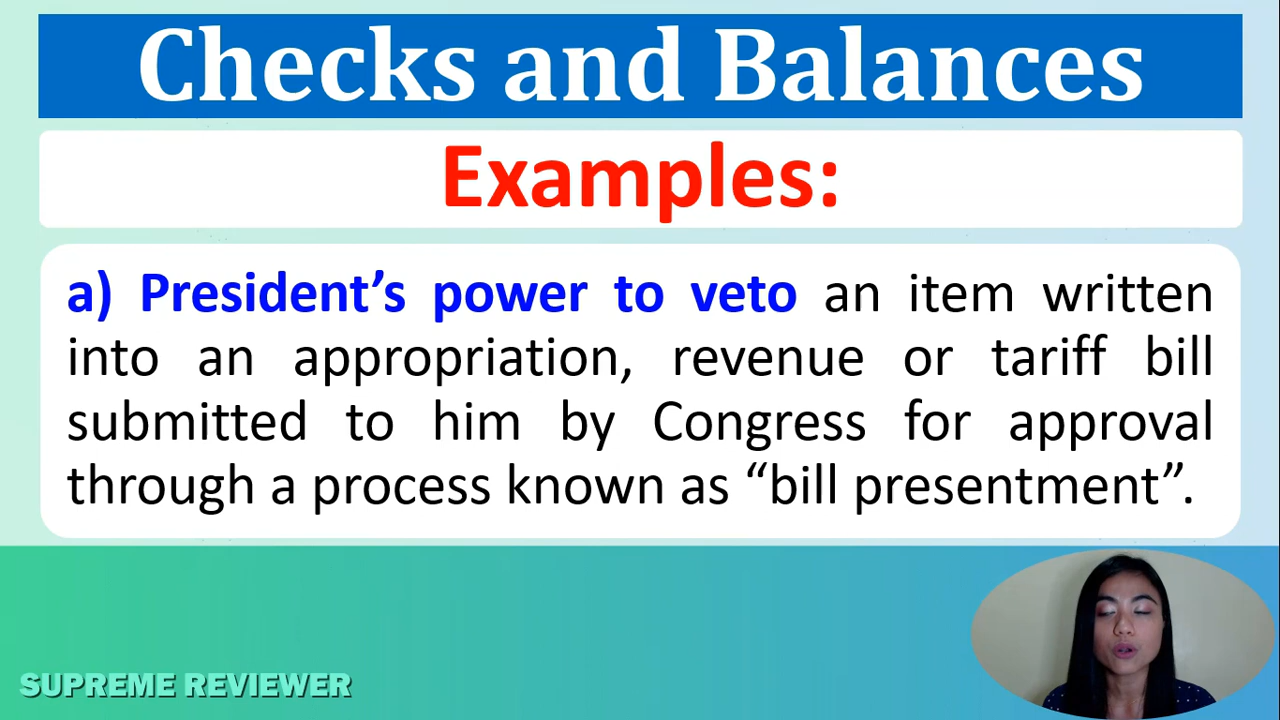 Checks and Balances
Examples:
a) President’s power to veto an item written
into an appropriation, revenue or tariff bill
submitted to him by Congress for approval
through a process known as “bill presentment”.
SUPREME REVIEWER